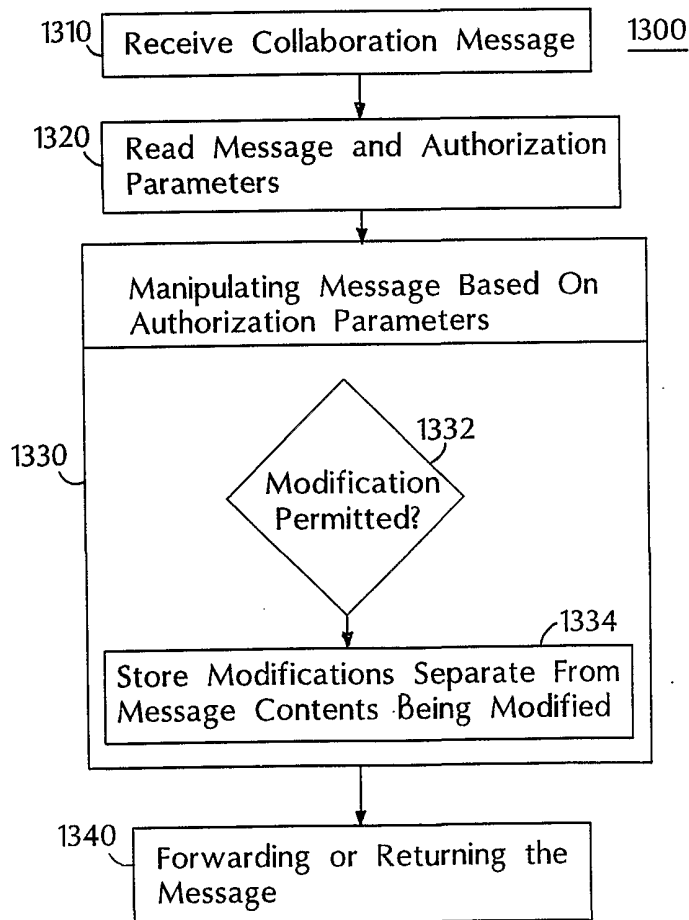 1310
Receive Collaboration Message
1300
1320
Read Message and Authorization
Parameters
Manipulating Message Based On
Authorization Parameters
1330
1332
Modification
Permitted?
1334
Store Modifications Separate From
Message Contents Being Modified
1340
Forwarding or Returning the
Message